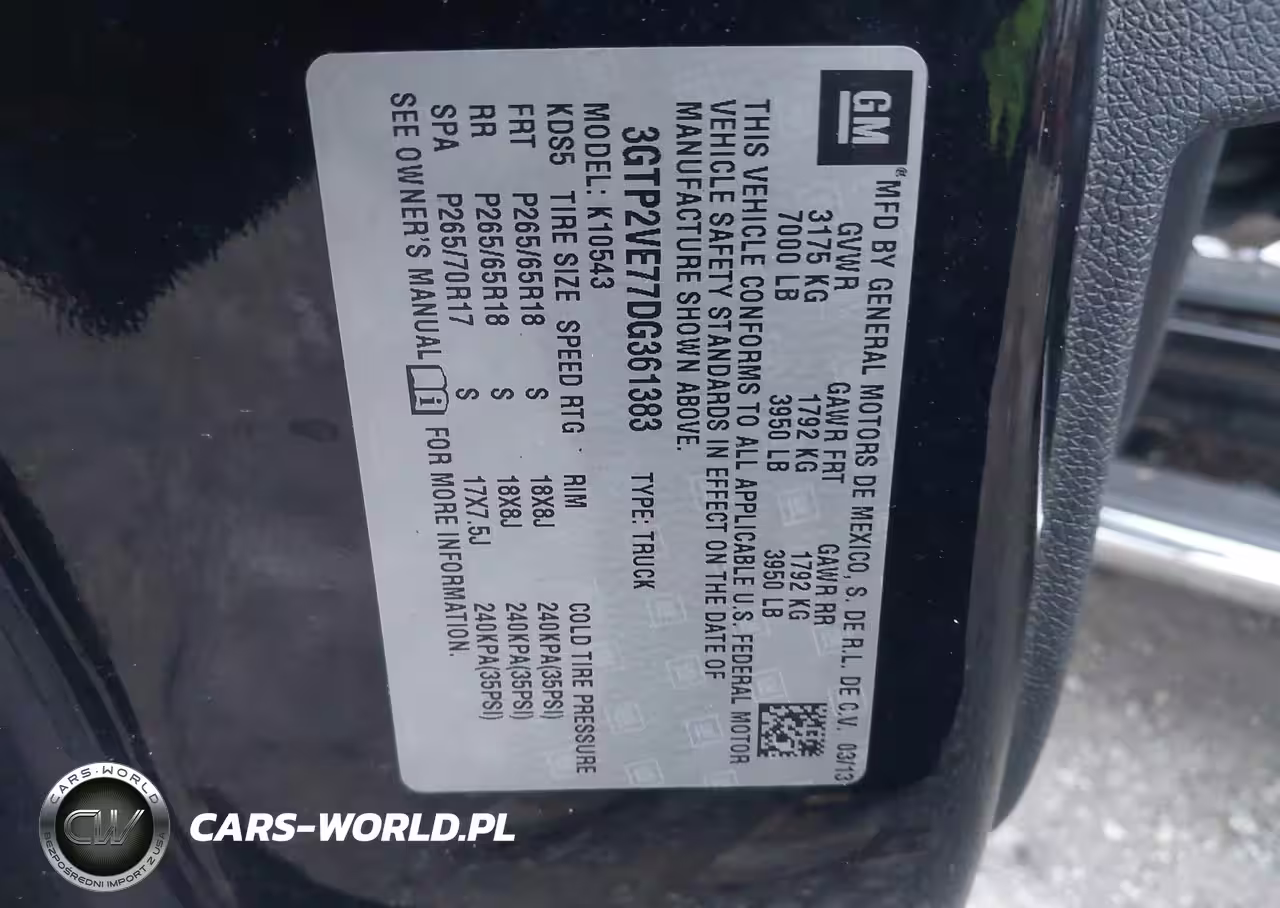 GM
® MFD BY GENERAL MOTORS DE MEXICO, S. DE R.L. DE C.V. 03/13
GVWR GAWR FRT GAWR RR
3175 KG 1792 KG 1792 KG
7000 LB 3950 LB 3950 LB
THIS VEHICLE CONFORMS TO ALL APPLICABLE U.S. FEDERAL MOTOR
VEHICLE SAFETY STANDARDS IN EFFECT ON THE DATE OF
MANUFACTURE SHOWN ABOVE.
3GTP2VE77DG361383 TYPE: TRUCK
MODEL: K10543
KDS5 TIRE SIZE SPEED RTG RIM COLD TIRE PRESSURE
FRT P265/65R18 S 18X8J 240KPA(35PSI)
RR P265/65R18 S 18X8J 240KPA(35PSI)
SPA P265/70R17 S 17X7.5J 240KPA(35PSI)
SEE OWNER'S MANUAL i FOR MORE INFORMATION.
CARS-WORLD
CW
BEZPOŚREDNI IMPORT Z USA
CARS-WORLD.PL